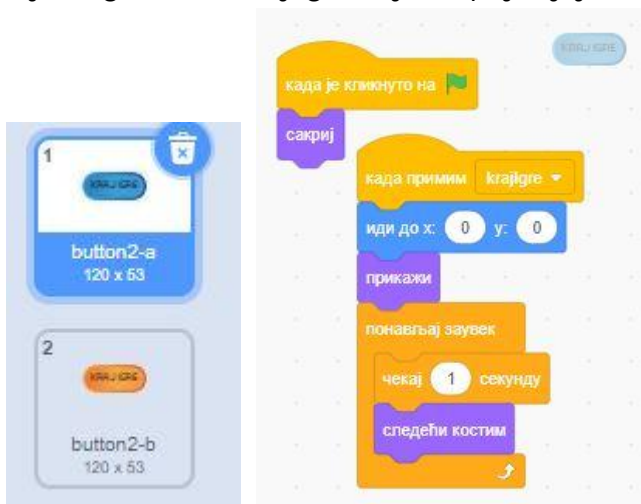 KRAJ IGRE
када је кликнуто на
сакриј
1
KRAJ IGRE
button2-a
120 x 53
када примим krajIgre
иди до x: 0 y: 0
прикажи
понављај заувек
чекај 1 секунду
следећи костим
2
KRAJ IGRE
button2-b
120 x 53